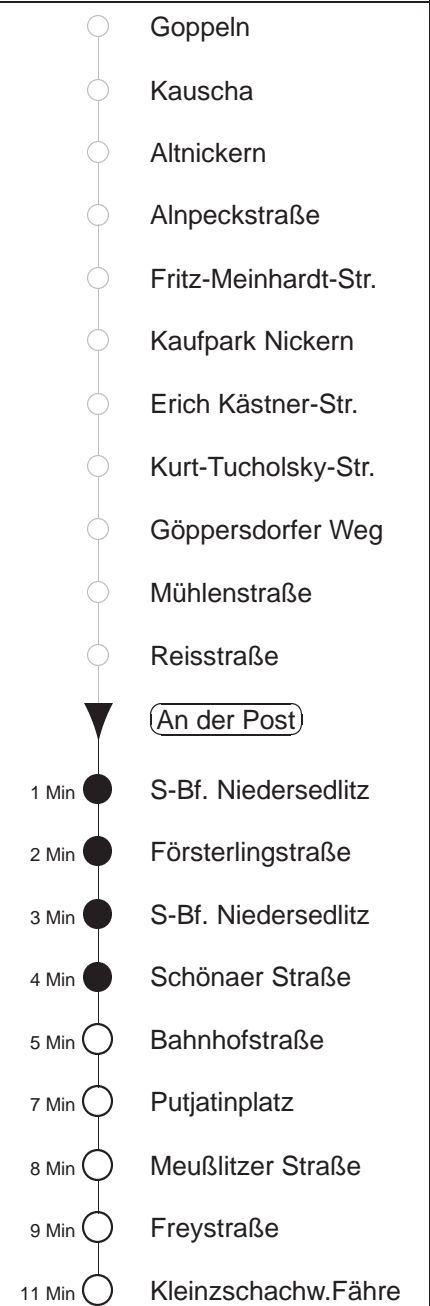 Goppeln
Kauscha
Altnickern
Alnpeckstraße
Fritz-Meinhardt-Str.
Kaufpark Nickern
Erich Kästner-Str.
Kurt-Tucholsky-Str.
Göppersdorfer Weg
Mühlenstraße
Reisstraße
An der Post
1 Min S-Bf. Niedersedlitz
2 Min Försterlingstraße
3 Min S-Bf. Niedersedlitz
4 Min Schönaer Straße
5 Min Bahnhofstraße
7 Min Putjatinplatz
8 Min Meußlitzer Straße
9 Min Freystraße
11 Min Kleinzschachw.Fähre